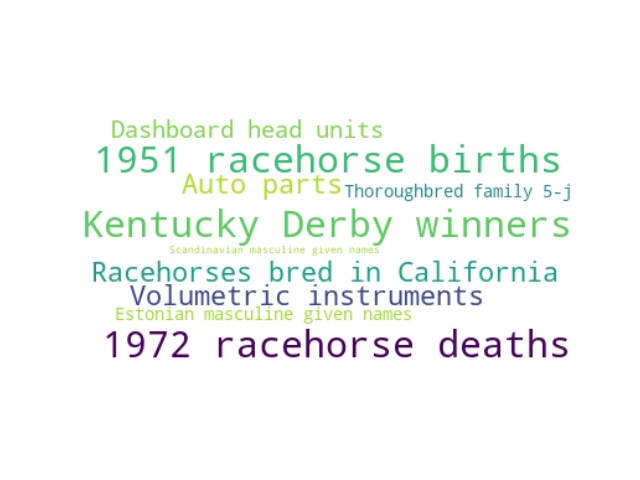 Dashboard head units
1951 racehorse births
Auto parts
Thoroughbred family 5-j
Kentucky Derby winners
Scandinavian masculine given names
Racehorses bred in California
Volumetric instruments
Estonian masculine given names
1972 racehorse deaths